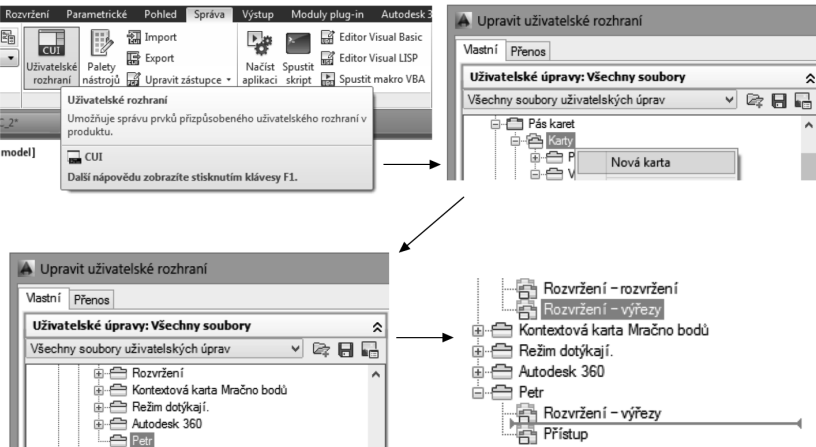 Rozvržení Parametrické Pohled Správa Výstup Moduly plug-in Autodesk 3
Uživatelské rozhraní
Palety nástrojů
Import
Export
Upravit zástupce
Načíst aplikaci
Spustit skript
Editor Visual Basic
Editor Visual LISP
Spustit makro VBA
CUI
C_2*
model]
Uživatelské rozhraní
Umožňuje správu prvků přizpůsobeného uživatelského rozhraní v
produktu.
CUI
Další nápovědu zobrazíte stisknutím klávesy F1.
Upravit uživatelské rozhraní
Vlastní Přenos
Uživatelské úpravy: Všechny soubory
Všechny soubory uživatelských úprav
Pás karet
Karty
P
V
Nová karta
Upravit uživatelské rozhraní
Vlastní Přenos
Uživatelské úpravy: Všechny soubory
Všechny soubory uživatelských úprav
Rozvržení
Kontextová karta Mračno bodů
Režim dotýkají.
Autodesk 360
Petr
Rozvržení – rozvržení
Rozvržení – výřezy
Kontextová karta Mračno bodů
Režim dotýkají.
Autodesk 360
Petr
Rozvržení – výřezy
Přístup